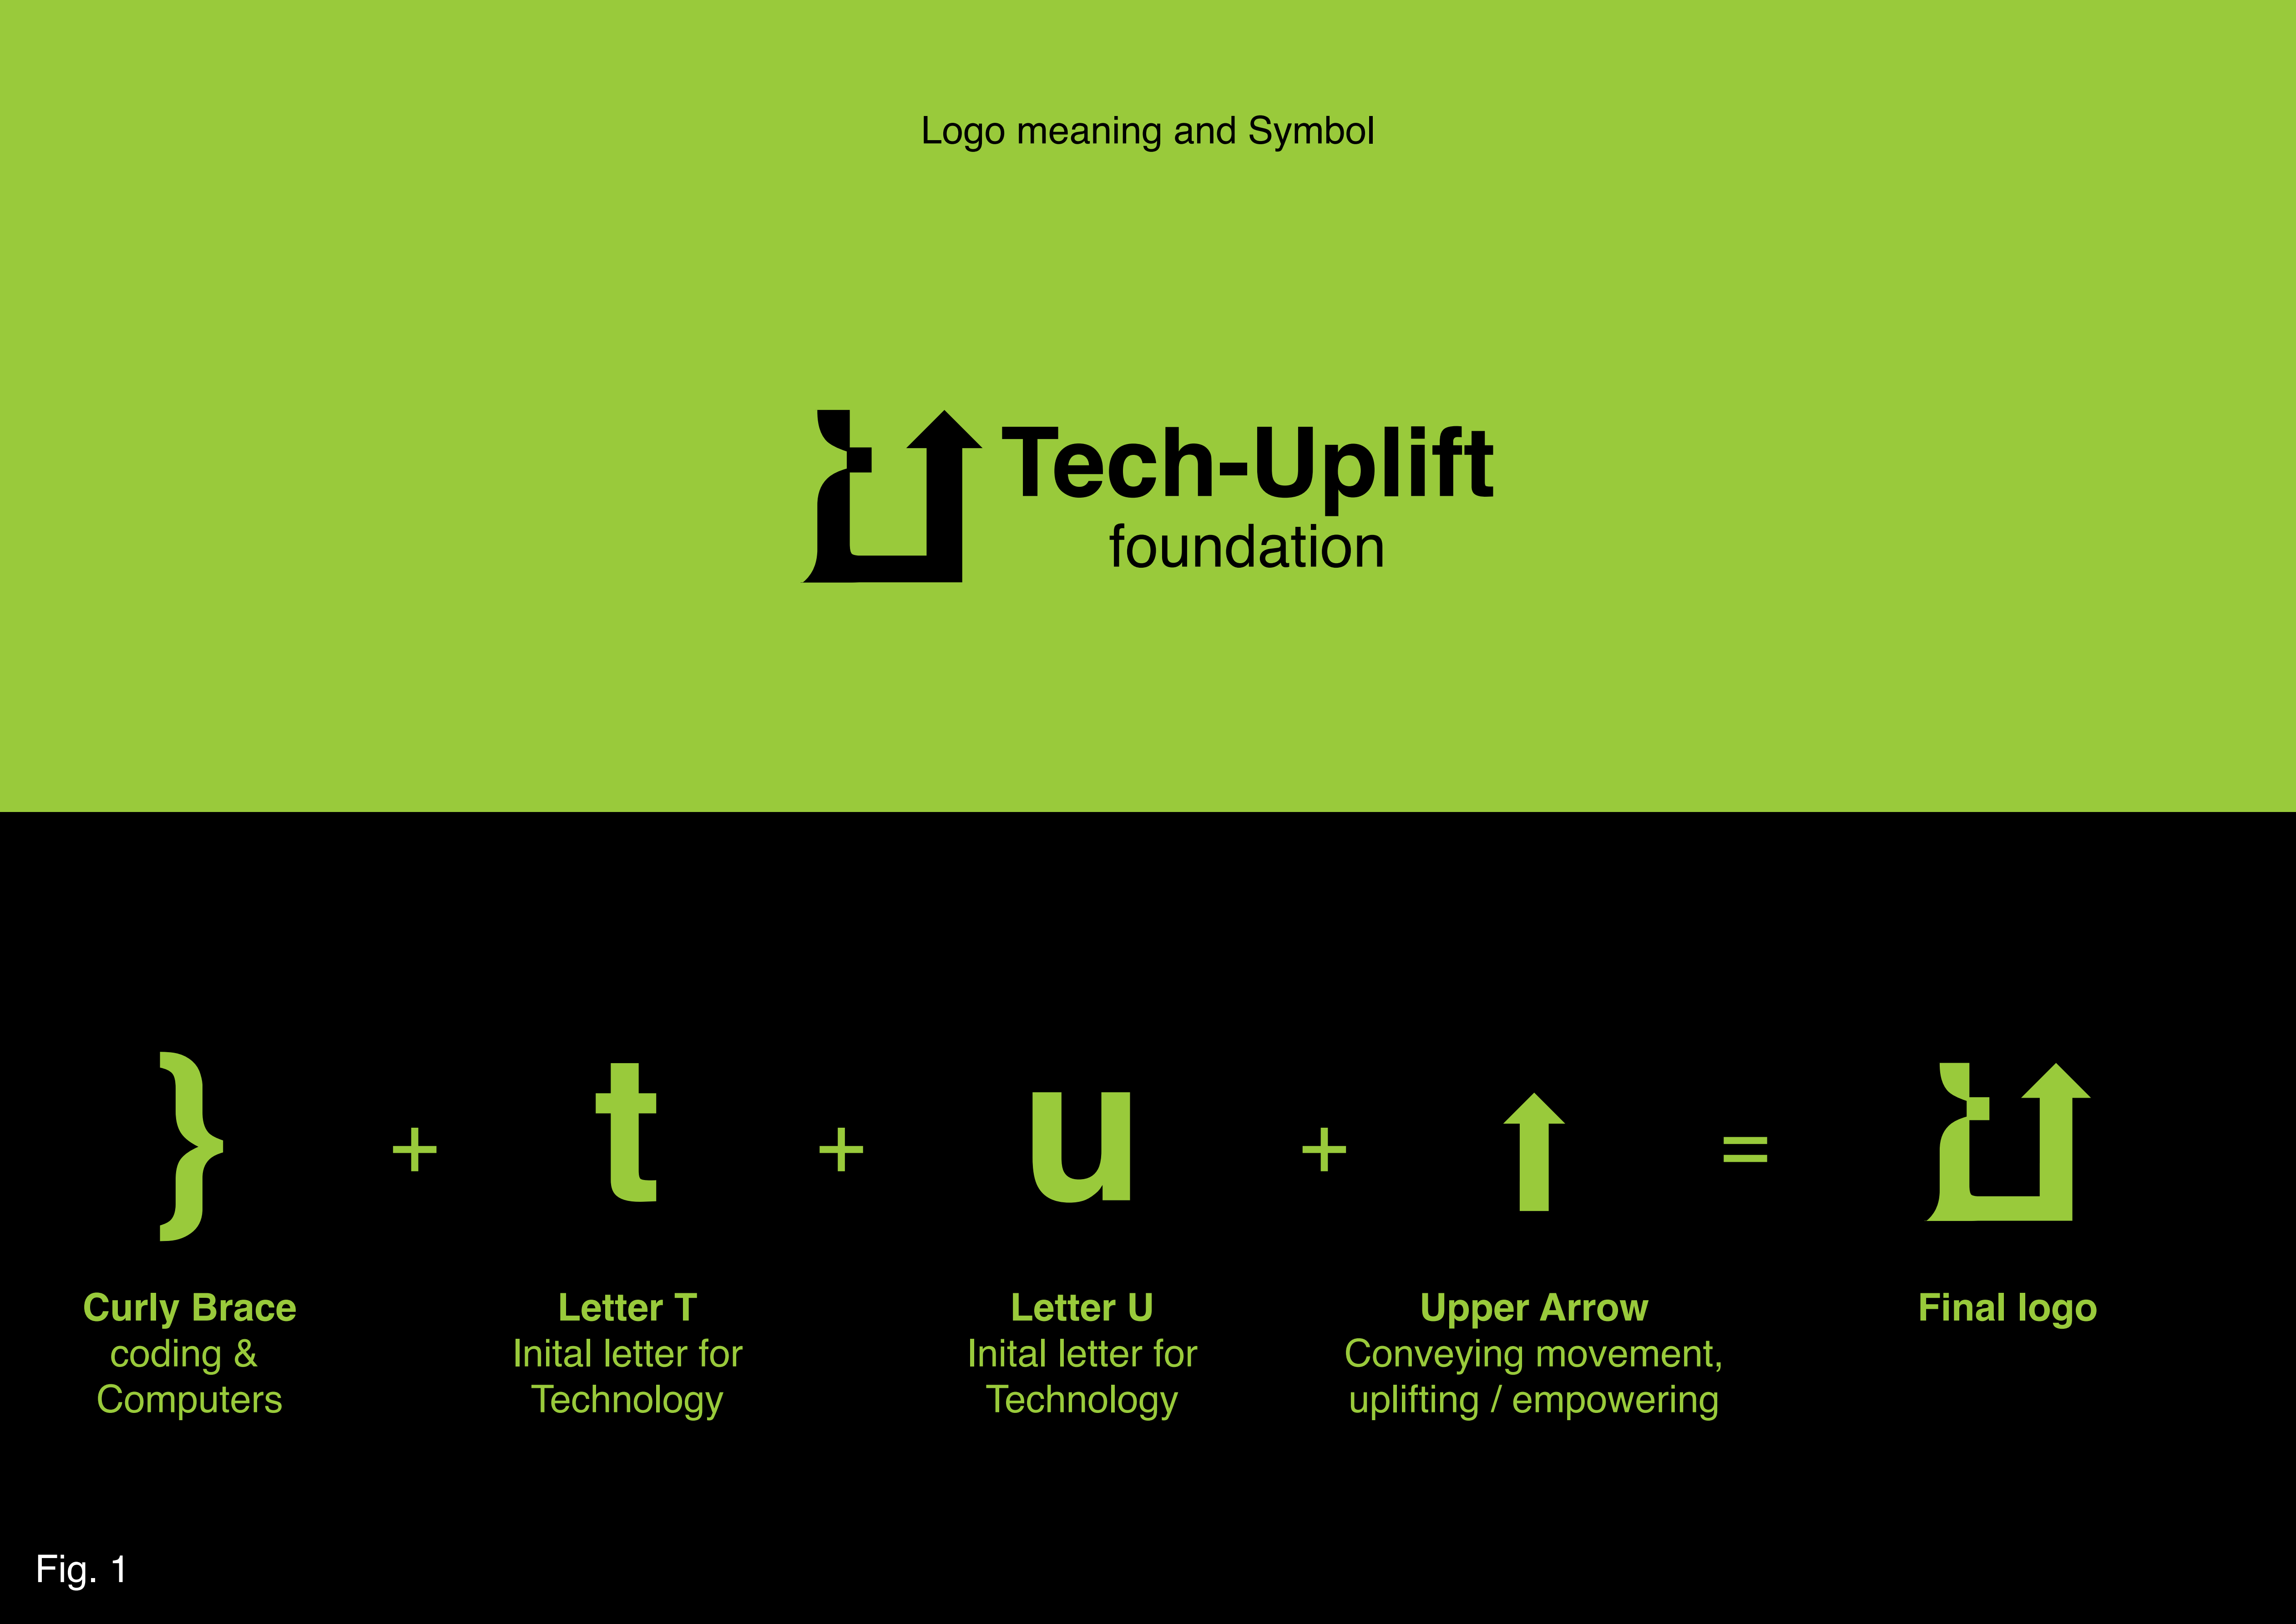 Logo meaning and Symbol
Tech-Uplift
foundation
} + t + u + ↑ =
Curly Brace
coding &
Computers
Letter T
Inital letter for
Technology
Letter U
Inital letter for
Technology
Upper Arrow
Conveying movement,
uplifting / empowering
Final logo
Fig. 1